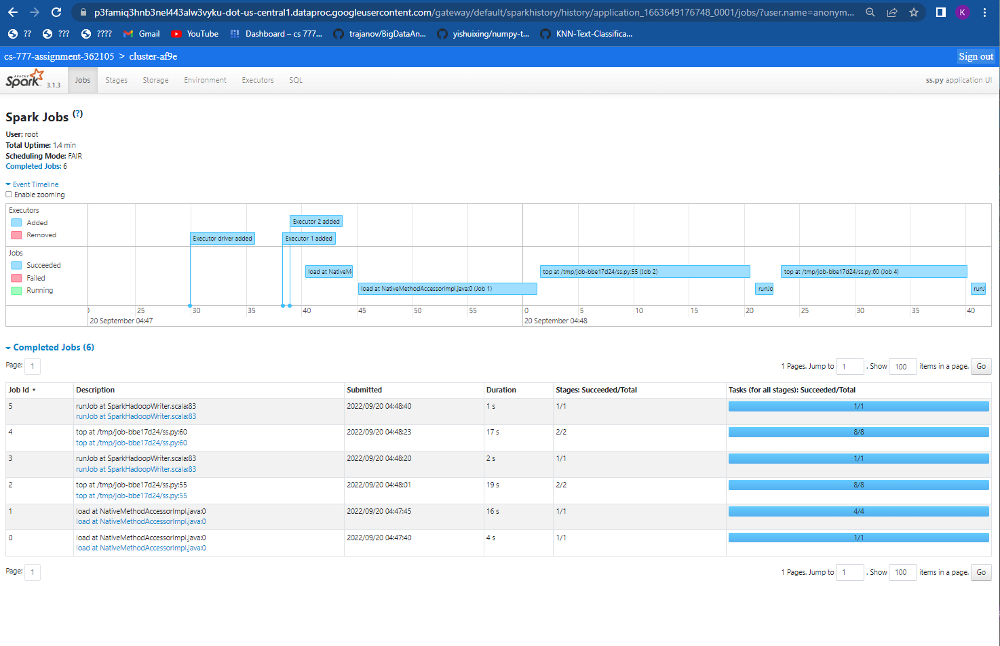 p3famiq3hnb3nel443alw3vyku-dot-us-central1.dataproc.googleusercontent.com/gateway/default/sparkhistory/history/application_1663649176748_0001/jobs/?user.name=anonym... K
?? ??? ???? Gmail YouTube Dashboard – cs 777... trajanov/BigDataAn... yishuixing/numpy-t... KNN-Text-Classifica...
cs-777-assignment-362105 > cluster-af9e Sign out
APACHE Spark 3.1.3 Jobs Stages Storage Environment Executors SQL ss.py application UI
Spark Jobs (?)
User: root
Total Uptime: 1.4 min
Scheduling Mode: FAIR
Completed Jobs: 6
Event Timeline
Enable zooming
Executors
Added
Removed
Executor 2 added
Executor driver added Executor 1 added
Jobs
Succeeded
Failed
Running
load at NativeM top at /tmp/job-bbe17d24/ss.py:55 (Job 2) top at /tmp/job-bbe17d24/ss.py:60 (Job 4)
load at NativeMethodAccessorImpl.java:0 (Job 1) runJo runJ
25 30 35 40 45 50 55 0 5 10 15 20 25 30 35 40
20 September 04:47 20 September 04:48
Completed Jobs (6)
Page: 1 1 Pages. Jump to 1 . Show 100 items in a page. Go
Job Id ▾ Description Submitted Duration Stages: Succeeded/Total Tasks (for all stages): Succeeded/Total
5 runJob at SparkHadoopWriter.scala:83 2022/09/20 04:48:40 1 s 1/1 1/1
runJob at SparkHadoopWriter.scala:83
4 top at /tmp/job-bbe17d24/ss.py:60 2022/09/20 04:48:23 17 s 2/2 8/8
top at /tmp/job-bbe17d24/ss.py:60
3 runJob at SparkHadoopWriter.scala:83 2022/09/20 04:48:20 2 s 1/1 1/1
runJob at SparkHadoopWriter.scala:83
2 top at /tmp/job-bbe17d24/ss.py:55 2022/09/20 04:48:01 19 s 2/2 8/8
top at /tmp/job-bbe17d24/ss.py:55
1 load at NativeMethodAccessorImpl.java:0 2022/09/20 04:47:45 16 s 1/1 4/4
load at NativeMethodAccessorImpl.java:0
0 load at NativeMethodAccessorImpl.java:0 2022/09/20 04:47:40 4 s 1/1 1/1
load at NativeMethodAccessorImpl.java:0
Page: 1 1 Pages. Jump to 1 . Show 100 items in a page. Go